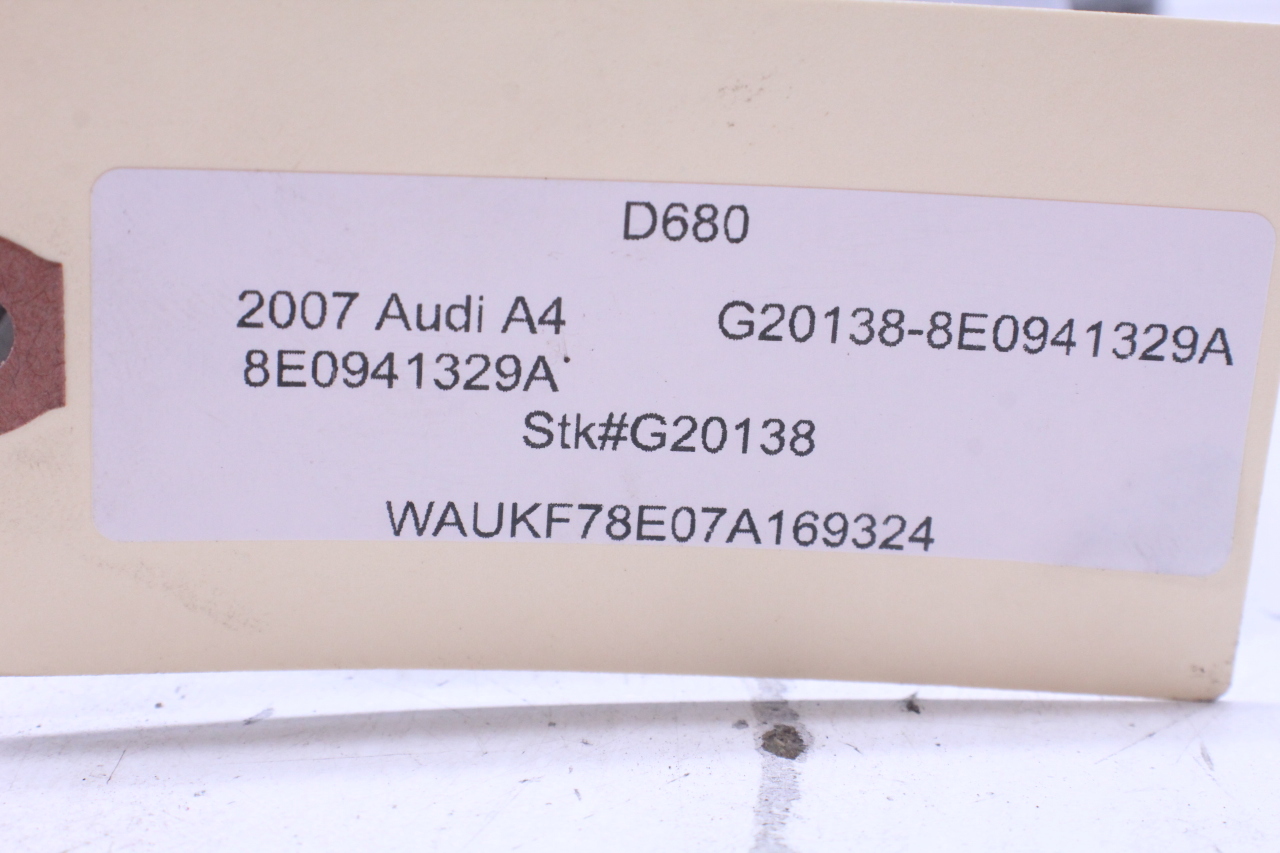 D680
2007 Audi A4
G20138-8E0941329A
8E0941329A
Stk#G20138
WAUKF78E07A169324